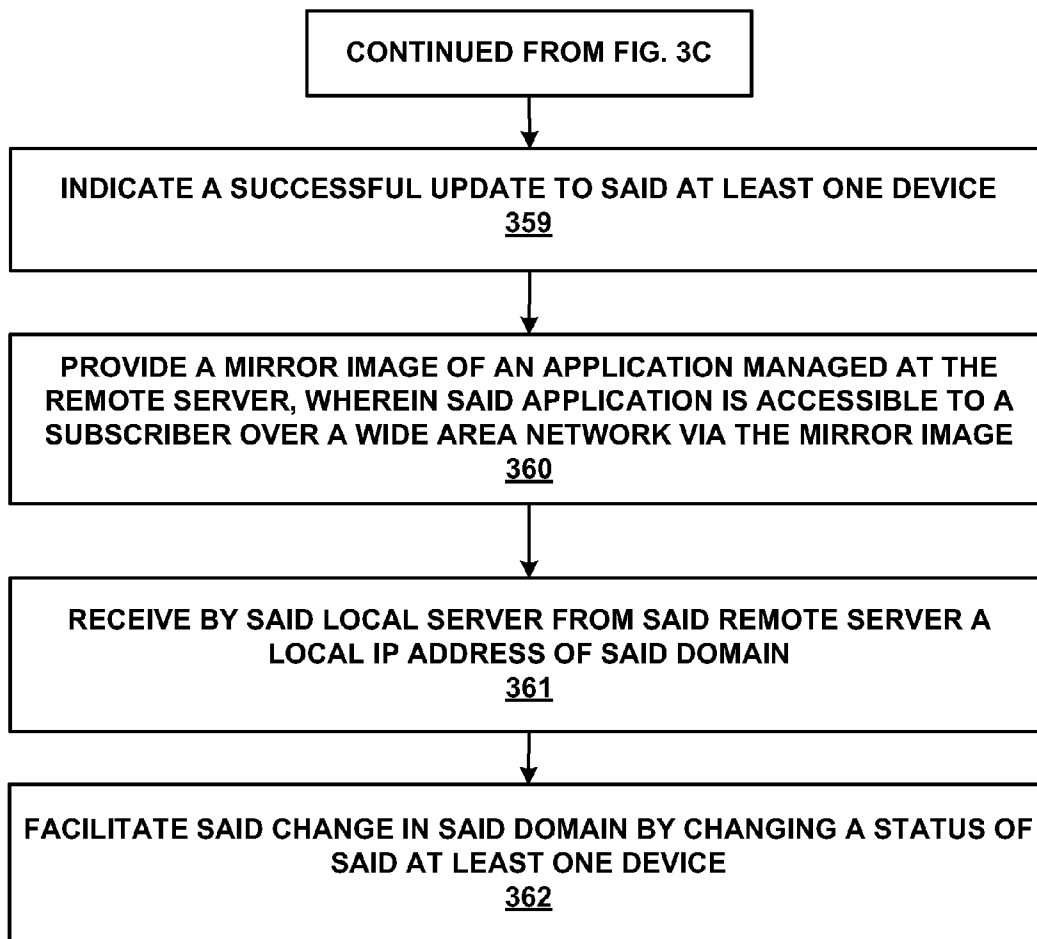 CONTINUED FROM FIG. 3C
INDICATE A SUCCESSFUL UPDATE TO SAID AT LEAST ONE DEVICE
359
PROVIDE A MIRROR IMAGE OF AN APPLICATION MANAGED AT THE
REMOTE SERVER, WHEREIN SAID APPLICATION IS ACCESSIBLE TO A
SUBSCRIBER OVER A WIDE AREA NETWORK VIA THE MIRROR IMAGE
360
RECEIVE BY SAID LOCAL SERVER FROM SAID REMOTE SERVER A
LOCAL IP ADDRESS OF SAID DOMAIN
361
FACILITATE SAID CHANGE IN SAID DOMAIN BY CHANGING A STATUS OF
SAID AT LEAST ONE DEVICE
362